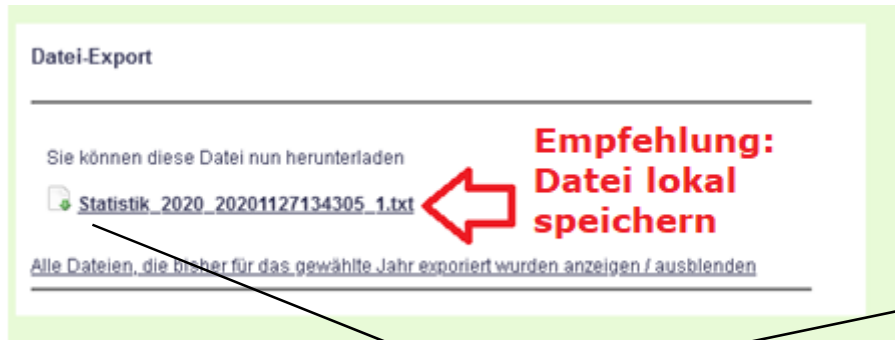 Datei-Export
Sie können diese Datei nun herunterladen
Statistik_2020_20201127134305_1.txt
Empfehlung:
Datei lokal
speichern
Alle Dateien, die bisher für das gewählte Jahr exporiert wurden anzeigen / ausblenden